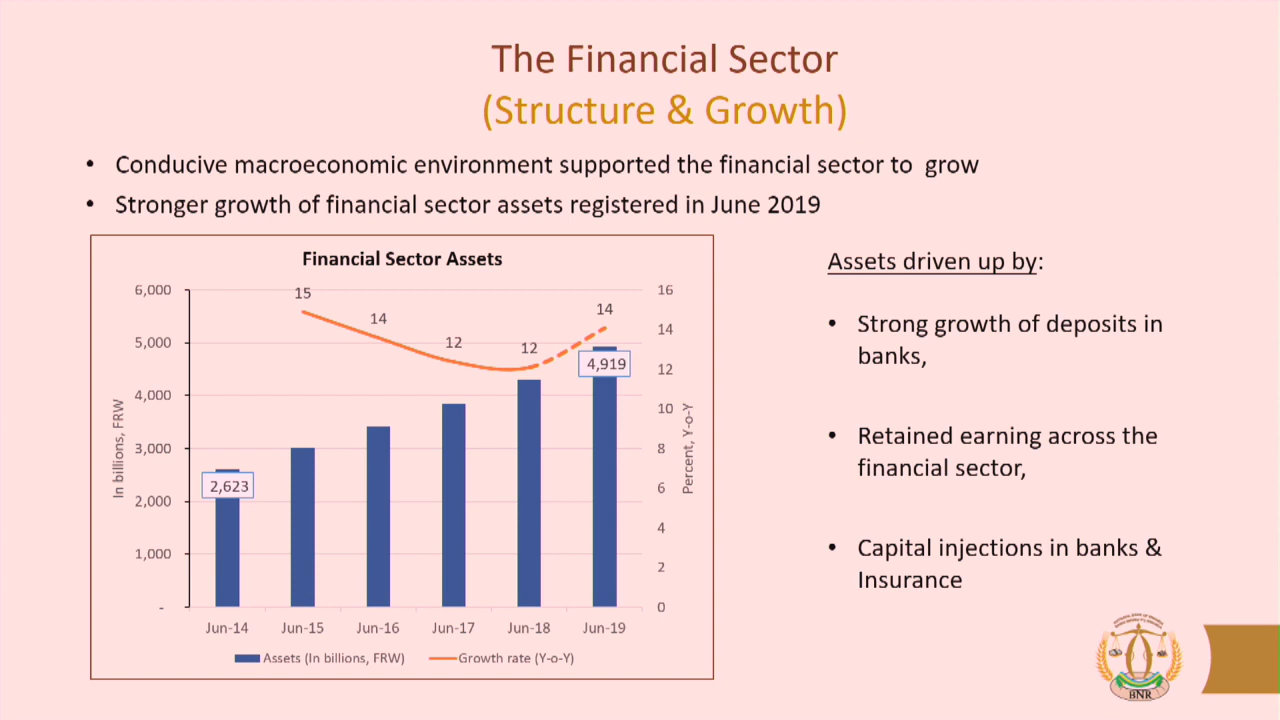 The Financial Sector
(Structure & Growth)
• Conducive macroeconomic environment supported the financial sector to grow
• Stronger growth of financial sector assets registered in June 2019
Financial Sector Assets
6,000
5,000
4,000
3,000
2,000
1,000
-
In billions, FRW
15
14
12
12
14
2,623
4,919
16
14
12
10
8
6
4
2
0
Percent, Y-o-Y
Jun-14 Jun-15 Jun-16 Jun-17 Jun-18 Jun-19
Assets (In billions, FRW) Growth rate (Y-o-Y)
Assets driven up by:
• Strong growth of deposits in
banks,
• Retained earning across the
financial sector,
• Capital injections in banks &
Insurance
BNR